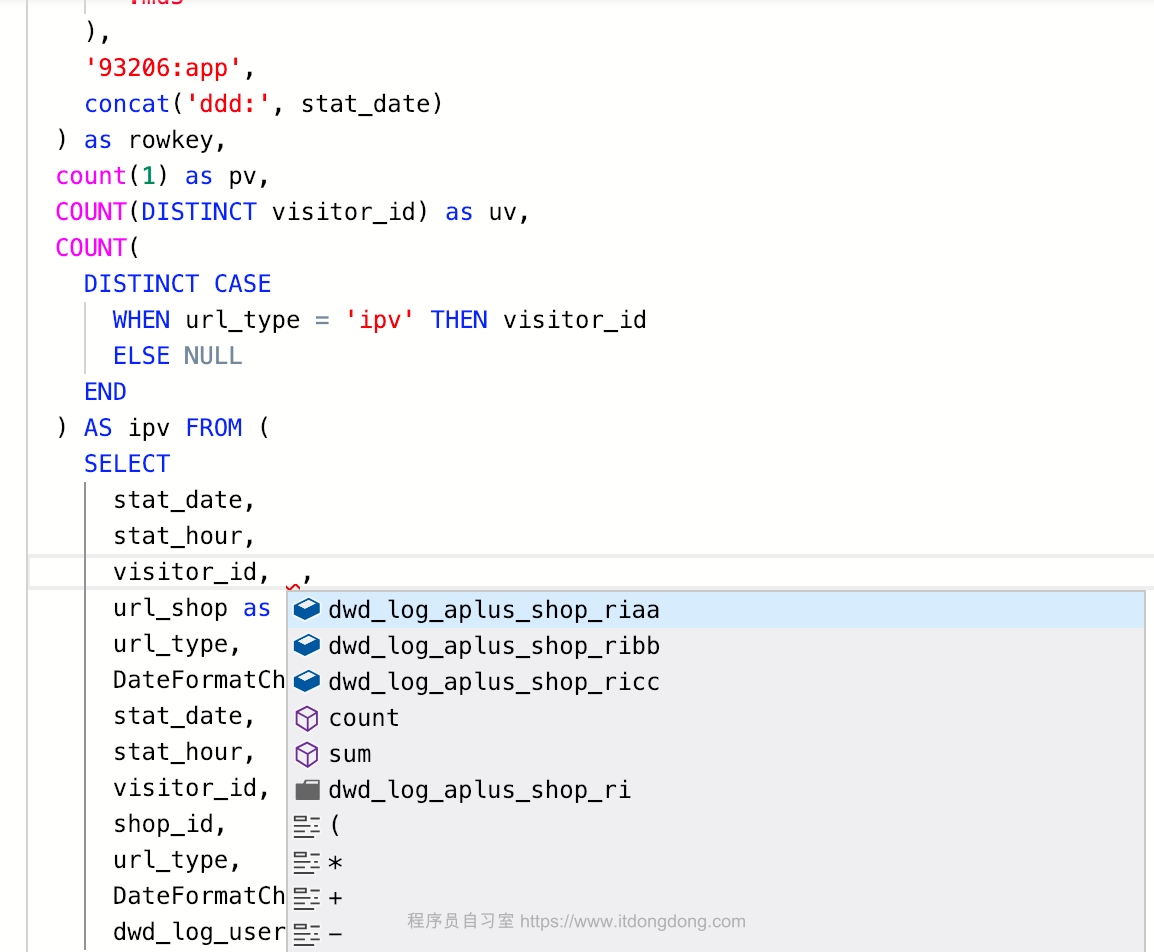 ),
'93206:app',
concat('ddd:', stat_date)
) as rowkey,
count(1) as pv,
COUNT(DISTINCT visitor_id) as uv,
COUNT(
DISTINCT CASE
WHEN url_type = 'ipv' THEN visitor_id
ELSE NULL
END
) AS ipv FROM (
SELECT
stat_date,
stat_hour,
visitor_id, ,
url_shop as
dwd_log_aplus_shop_riaa
url_type,
dwd_log_aplus_shop_ribb
DateFormatCh
dwd_log_aplus_shop_ricc
stat_date,
count
stat_hour,
sum
visitor_id,
dwd_log_aplus_shop_ri
shop_id,
(
url_type,
*
DateFormatCh
+
程序员自习室 https://www.itdongdong.com
dwd_log_user
-